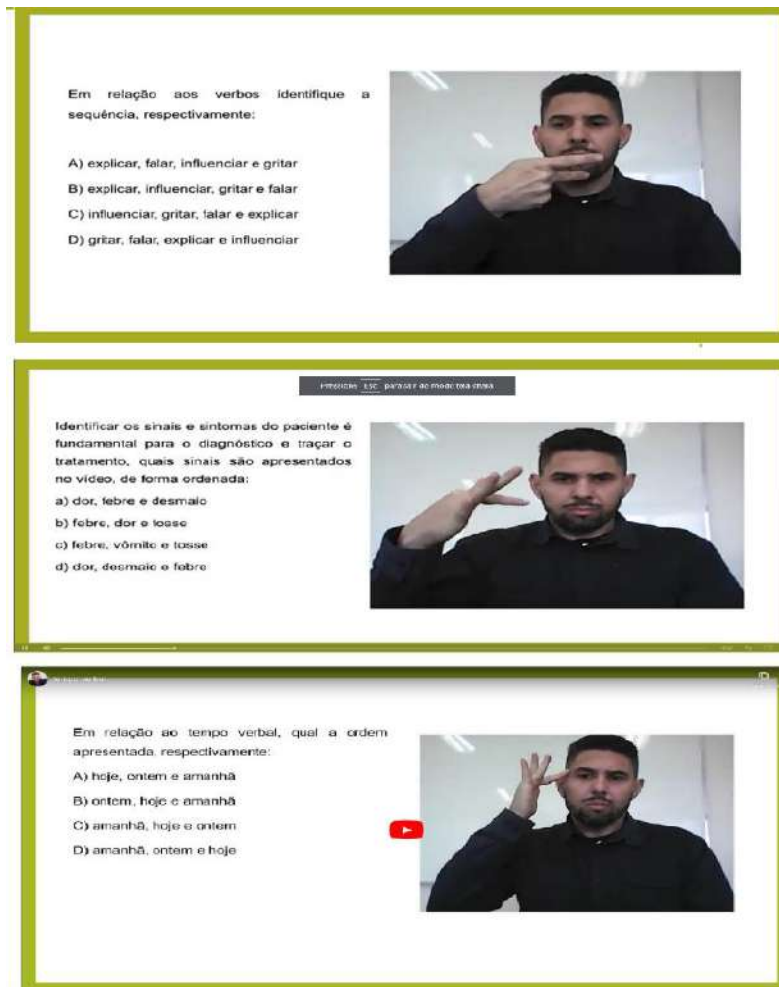 Em relação aos verbos identifique a
sequência, respectivamente:
A) explicar, falar, influenciar e gritar
B) explicar, influenciar, gritar e falar
C) influenciar, gritar, falar e explicar
D) gritar, falar, explicar e influenciar
Esc para sair do modo tela cheia
Identificar os sinais e sintomas do paciente é
fundamental para o diagnóstico e traçar o
tratamento, quais sinais são apresentados
no vídeo, de forma ordenada:
a) dor, febre e desmaio
b) febre, dor e tosse
c) febre, vômito e tosse
d) dor, desmaio e febre
Em relação ao tempo verbal, qual a ordem
apresentada, respectivamente:
A) hoje, ontem e amanhã
B) ontem, hoje e amanhã
C) amanhã, hoje e ontem
D) amanhã, ontem e hoje